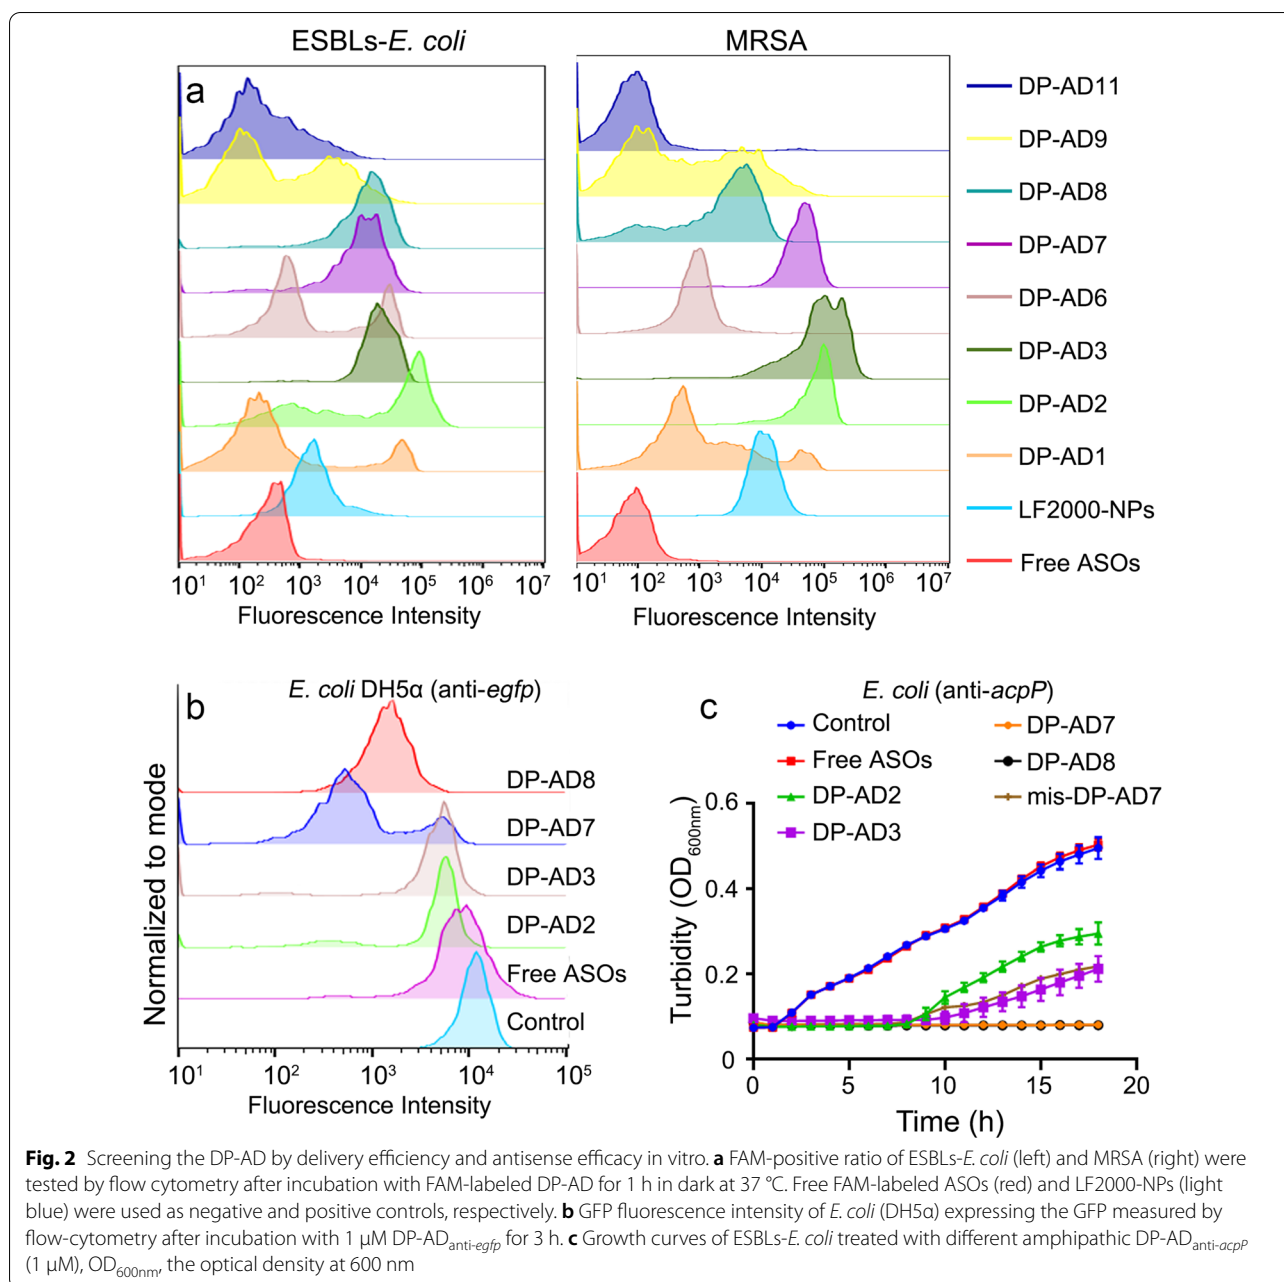 ESBLs-E. coli
MRSA
a
DP-AD11
DP-AD9
DP-AD8
DP-AD7
DP-AD6
DP-AD3
DP-AD2
DP-AD1
LF2000-NPs
Free ASOs
10¹ 10² 10³ 10⁴ 10⁵ 10⁶ 10⁷
Fluorescence Intensity
10¹ 10² 10³ 10⁴ 10⁵ 10⁶ 10⁷
Fluorescence Intensity
b
E. coli DH5α (anti-egfp)
Normalized to mode
DP-AD8
DP-AD7
DP-AD3
DP-AD2
Free ASOs
Control
10¹ 10² 10³ 10⁴ 10⁵
Fluorescence Intensity
c
E. coli (anti-acpP)
Control
Free ASOs
DP-AD2
DP-AD3
DP-AD7
DP-AD8
mis-DP-AD7
Turbidity (OD600nm)
0.6
0.4
0.2
0
0 5 10 15 20
Time (h)
Fig. 2 Screening the DP-AD by delivery efficiency and antisense efficacy in vitro. a FAM-positive ratio of ESBLs-E. coli (left) and MRSA (right) were
tested by flow cytometry after incubation with FAM-labeled DP-AD for 1 h in dark at 37 °C. Free FAM-labeled ASOs (red) and LF2000-NPs (light
blue) were used as negative and positive controls, respectively. b GFP fluorescence intensity of E. coli (DH5α) expressing the GFP measured by
flow-cytometry after incubation with 1 μM DP-ADanti-egfp for 3 h. c Growth curves of ESBLs-E. coli treated with different amphipathic DP-ADanti-acpP
(1 μM), OD600nm, the optical density at 600 nm